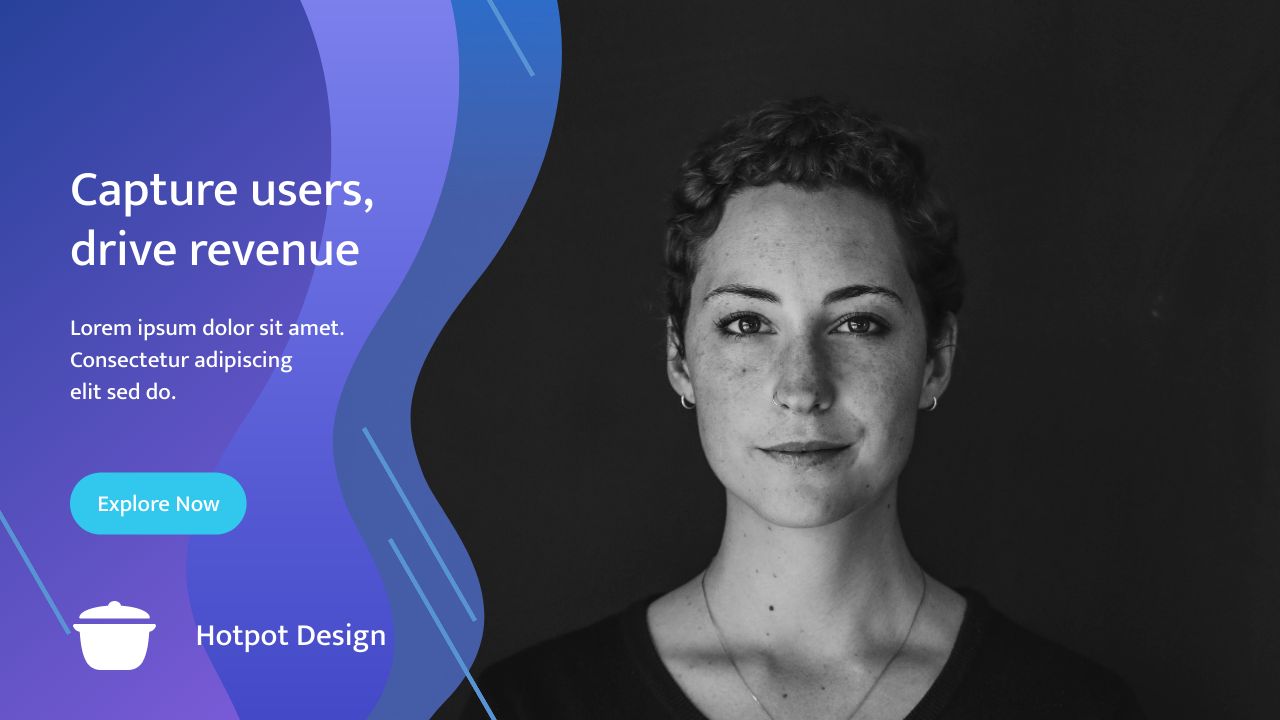 Capture users,
drive revenue
Lorem ipsum dolor sit amet.
Consectetur adipiscing
elit sed do.
Explore Now
Hotpot Design